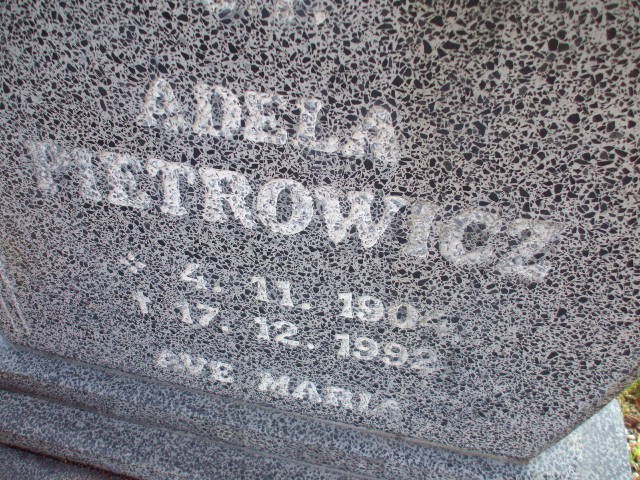 ADELA
PIETROWICZ
* 4. 11. 1904
† 17. 12. 1992
AVE MARIA